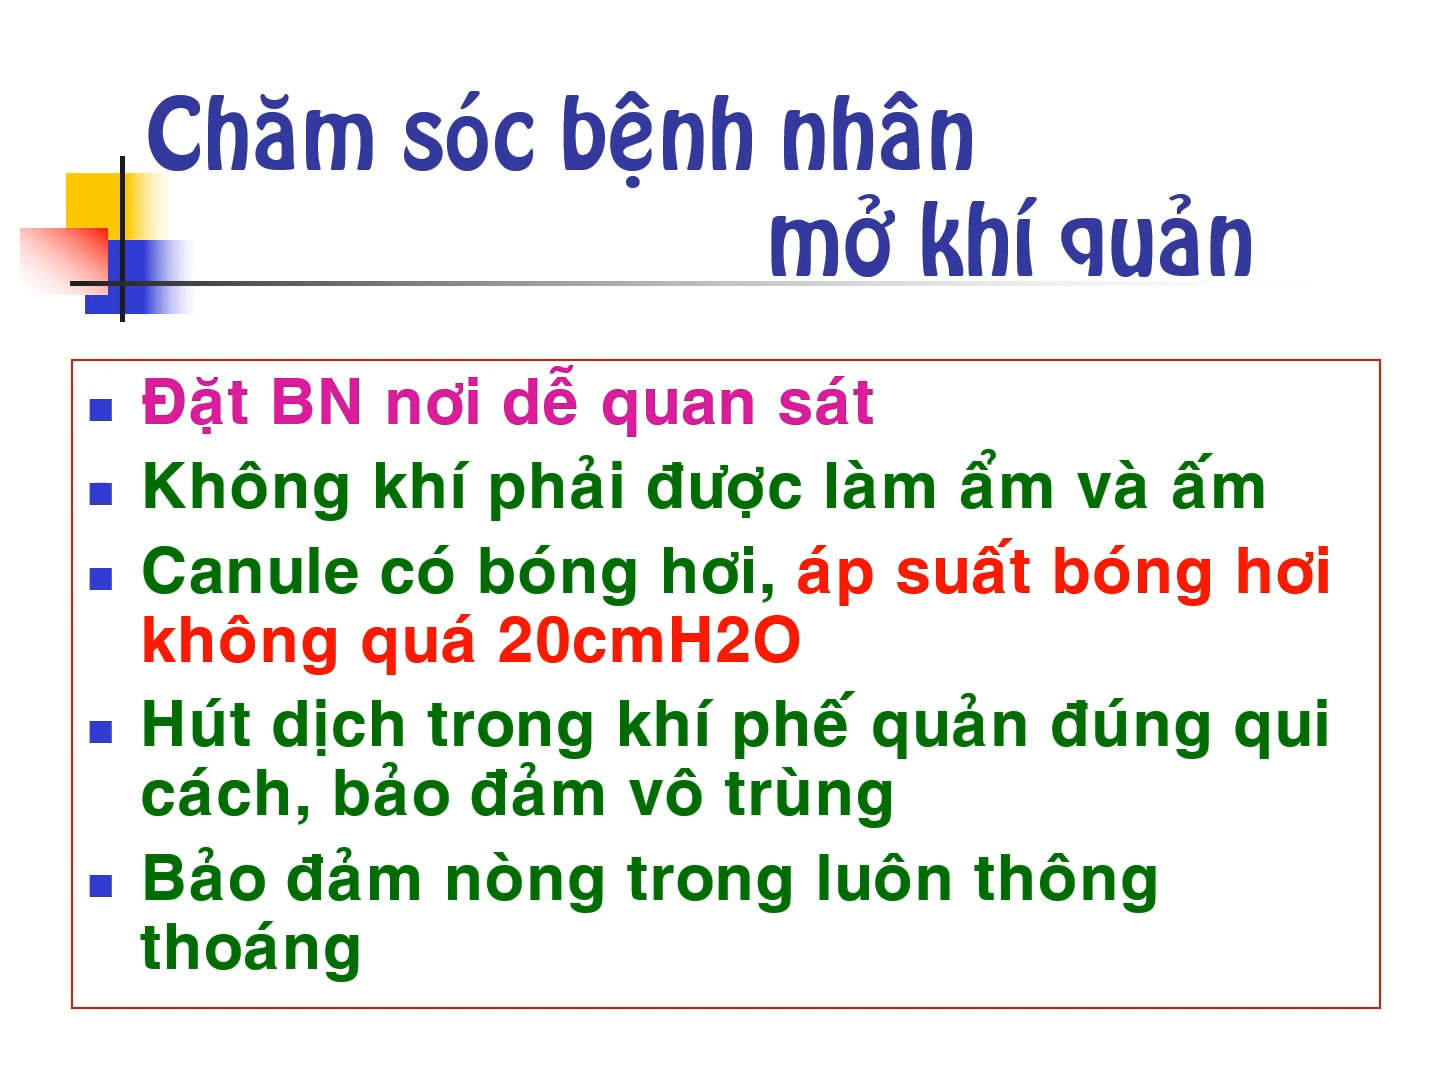 Chăm sóc bệnh nhân
mở khí quản
Đặt BN nơi dễ quan sát
Không khí phải được làm ẩm và ấm
Canule có bóng hơi, áp suất bóng hơi
không quá 20cmH2O
Hút dịch trong khí phế quản đúng qui
cách, bảo đảm vô trùng
Bảo đảm nòng trong luôn thông
thoáng